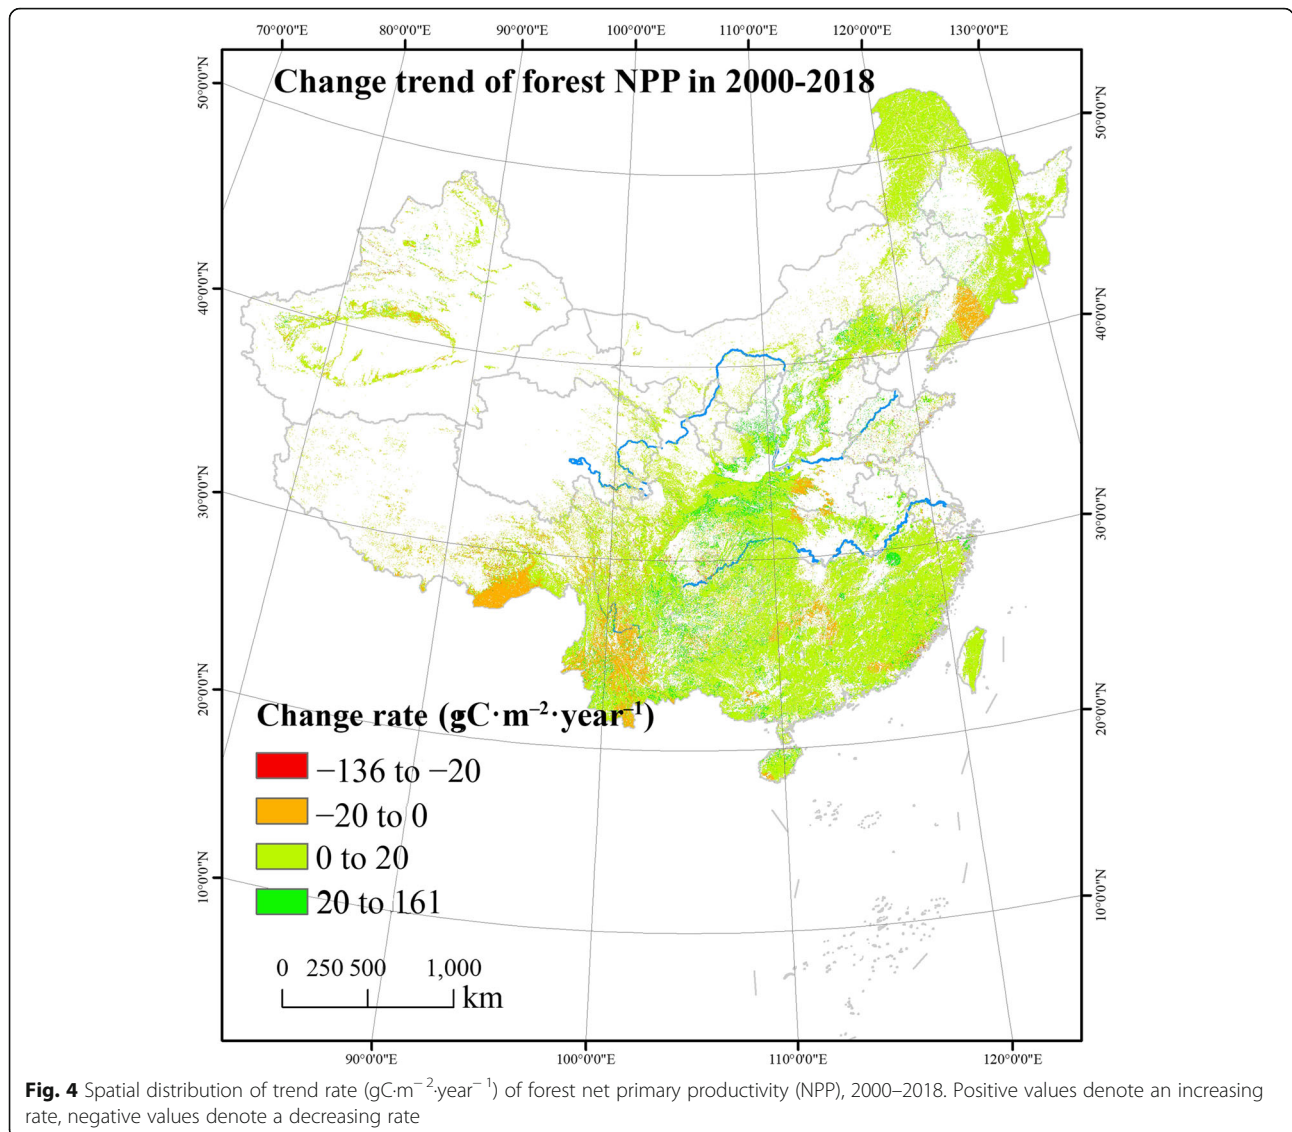 70°0'0"E 80°0'0"E 90°0'0"E 100°0'0"E 110°0'0"E 120°0'0"E 130°0'0"E
Change trend of forest NPP in 2000-2018
50°0'0"N
40°0'0"N
30°0'0"N
20°0'0"N
10°0'0"N
50°0'0"N
40°0'0"N
30°0'0"N
20°0'0"N
10°0'0"N
Change rate (gC·m⁻²·year⁻¹)
−136 to −20
−20 to 0
0 to 20
20 to 161
0 250 500 1,000
km
90°0'0"E 100°0'0"E 110°0'0"E 120°0'0"E
Fig. 4 Spatial distribution of trend rate (gC·m⁻²·year⁻¹) of forest net primary productivity (NPP), 2000–2018. Positive values denote an increasing
rate, negative values denote a decreasing rate